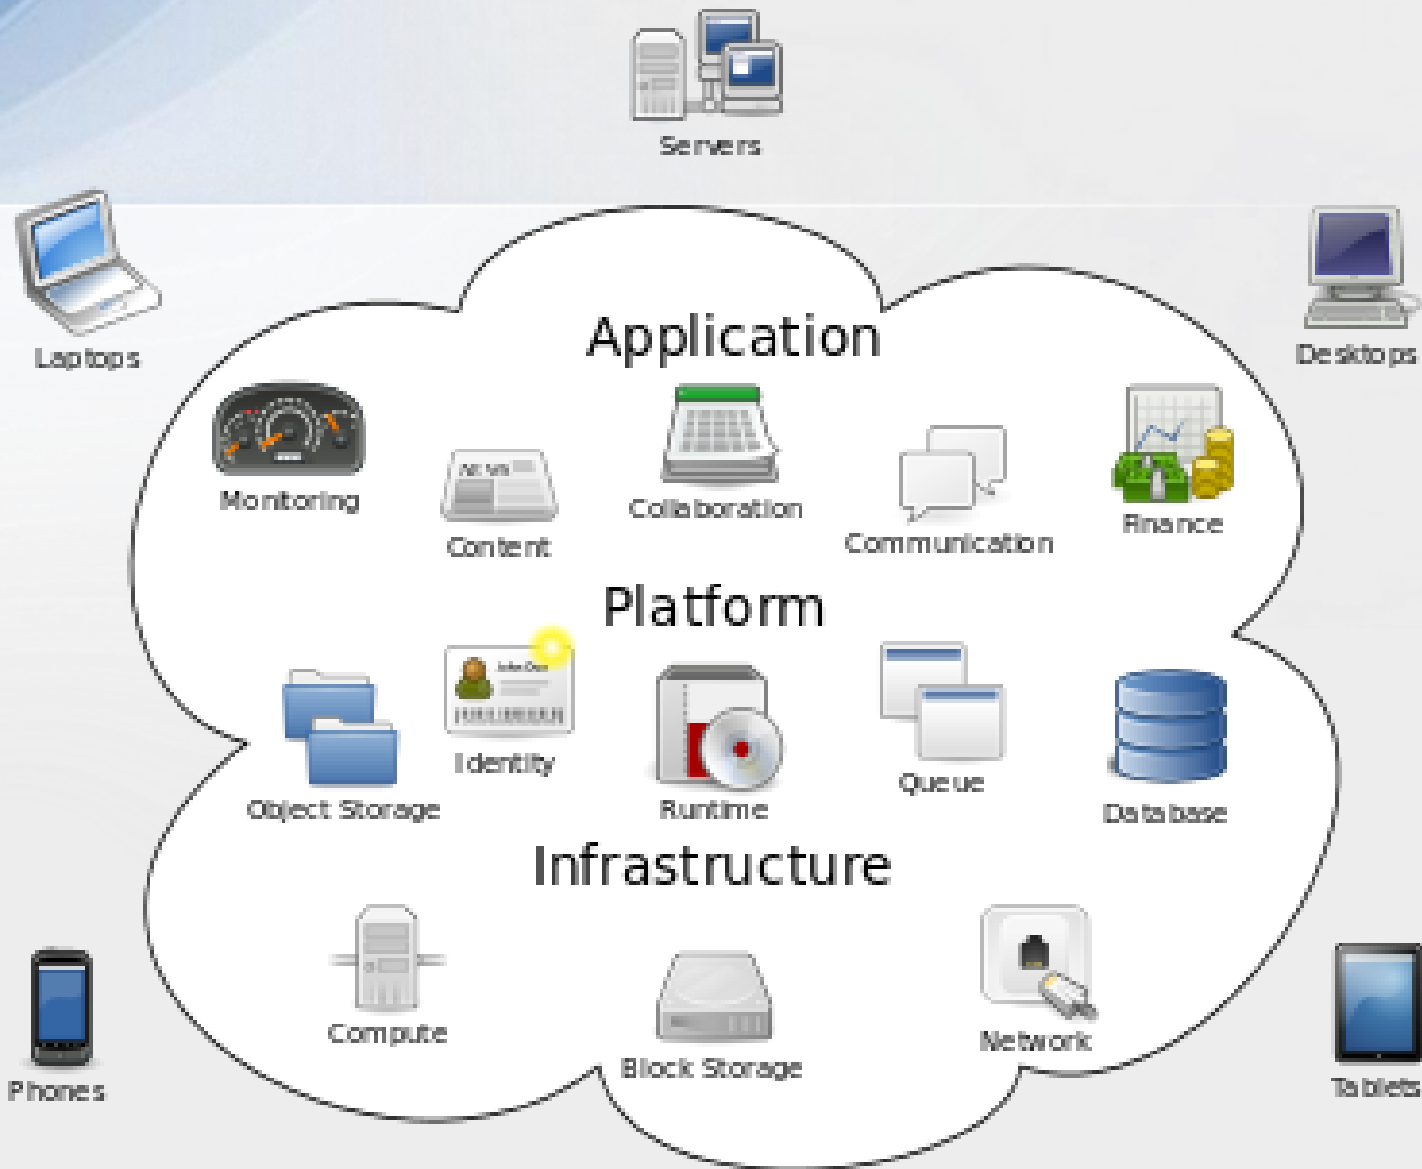 Servers
Laptops
Desktops
Application
Monitoring
Content
Collaboration
Communication
Finance
Platform
Object Storage
Identity
Runtime
Queue
Database
Infrastructure
Compute
Block Storage
Network
Phones
Tablets